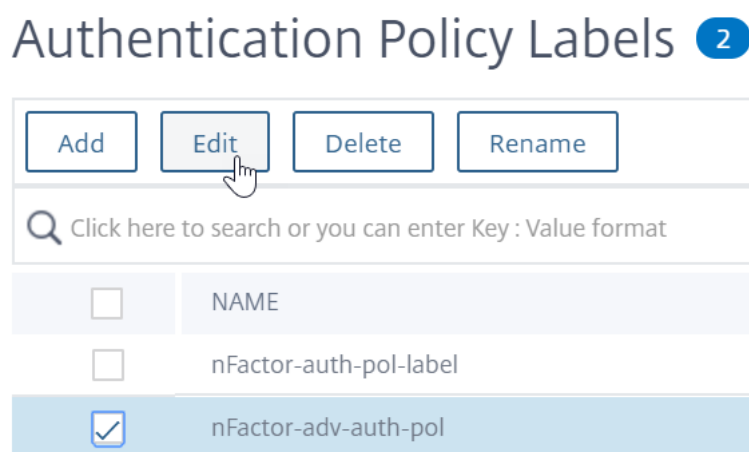 Authentication Policy Labels 2
Add Edit Delete Rename
Click here to search or you can enter Key : Value format
NAME
nFactor-auth-pol-label
nFactor-adv-auth-pol